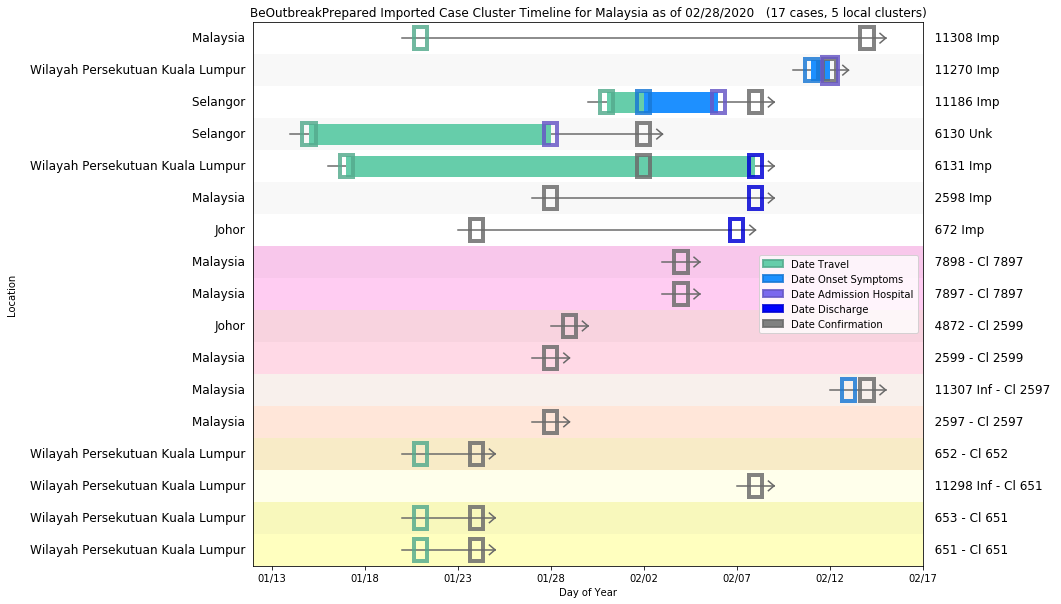 BeOutbreakPrepared Imported Case Cluster Timeline for Malaysia as of 02/28/2020   (17 cases, 5 local clusters)
Malaysia 11308 Imp
Wilayah Persekutuan Kuala Lumpur 11270 Imp
Selangor 11186 Imp
Selangor 6130 Unk
Wilayah Persekutuan Kuala Lumpur 6131 Imp
Malaysia 2598 Imp
Johor 672 Imp
Malaysia 7898 - Cl 7897
Malaysia 7897 - Cl 7897
Johor 4872 - Cl 2599
Malaysia 2599 - Cl 2599
Malaysia 11307 Inf - Cl 2597
Malaysia 2597 - Cl 2597
Wilayah Persekutuan Kuala Lumpur 652 - Cl 652
Wilayah Persekutuan Kuala Lumpur 11298 Inf - Cl 651
Wilayah Persekutuan Kuala Lumpur 653 - Cl 651
Wilayah Persekutuan Kuala Lumpur 651 - Cl 651
Date Travel
Date Onset Symptoms
Date Admission Hospital
Date Discharge
Date Confirmation
Location
01/13 01/18 01/23 01/28 02/02 02/07 02/12 02/17
Day of Year